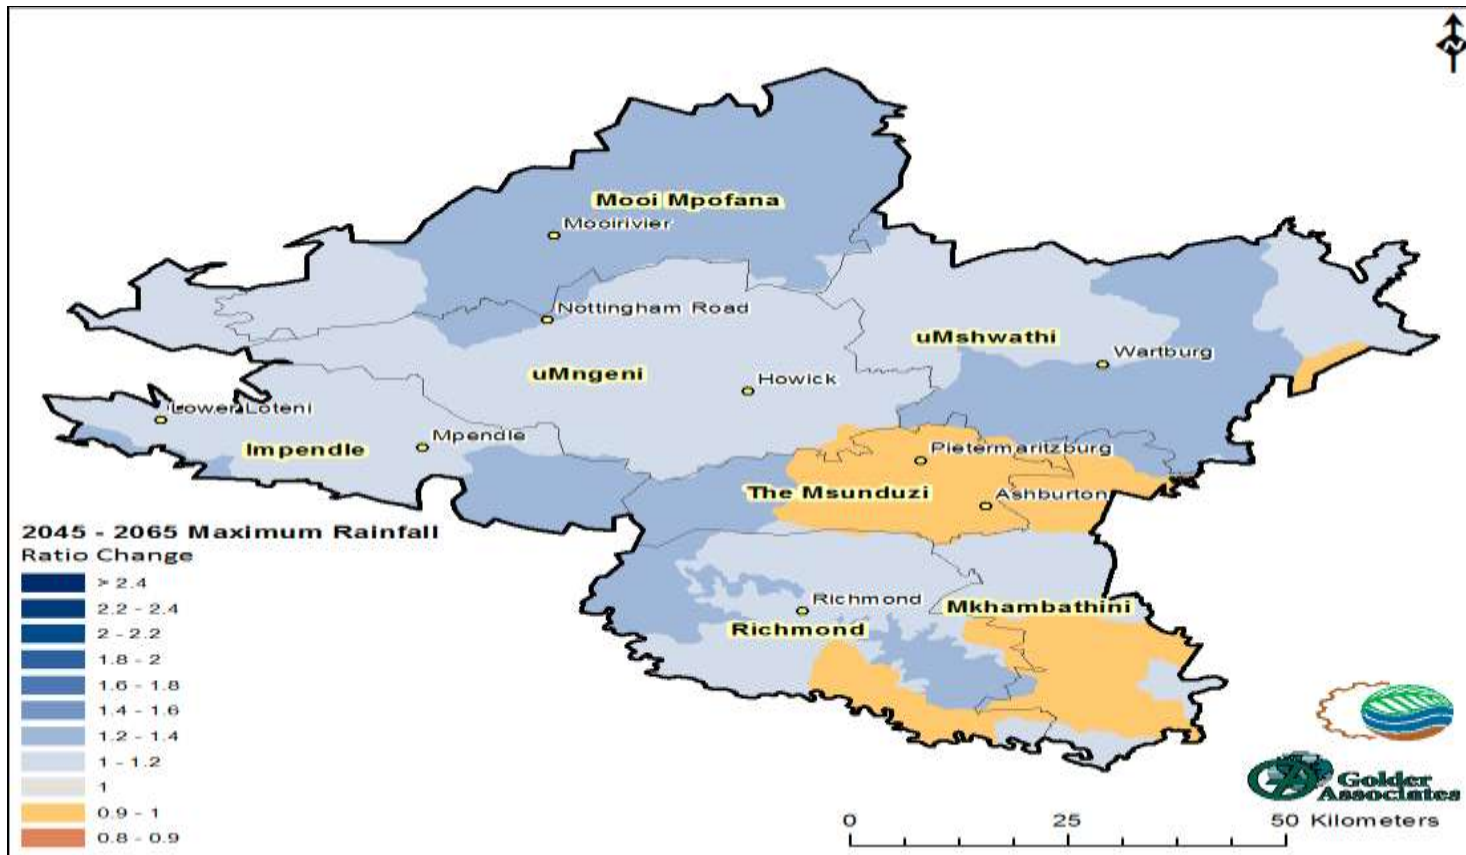 N
Mooi Mpofana
Mooirivier
Nottingham Road
uMshwathi
Wartburg
uMngeni
Howick
Lower Loteni
Mpendle
Impendle
Pietermaritzburg
The Msunduzi
Ashburton
Richmond
Mkhambathini
Richmond
2045 - 2065 Maximum Rainfall
Ratio Change
> 2.4
2.2 - 2.4
2 - 2.2
1.8 - 2
1.6 - 1.8
1.4 - 1.6
1.2 - 1.4
1 - 1.2
1
0.9 - 1
0.8 - 0.9
Golder
Associates
0 25 50 Kilometers